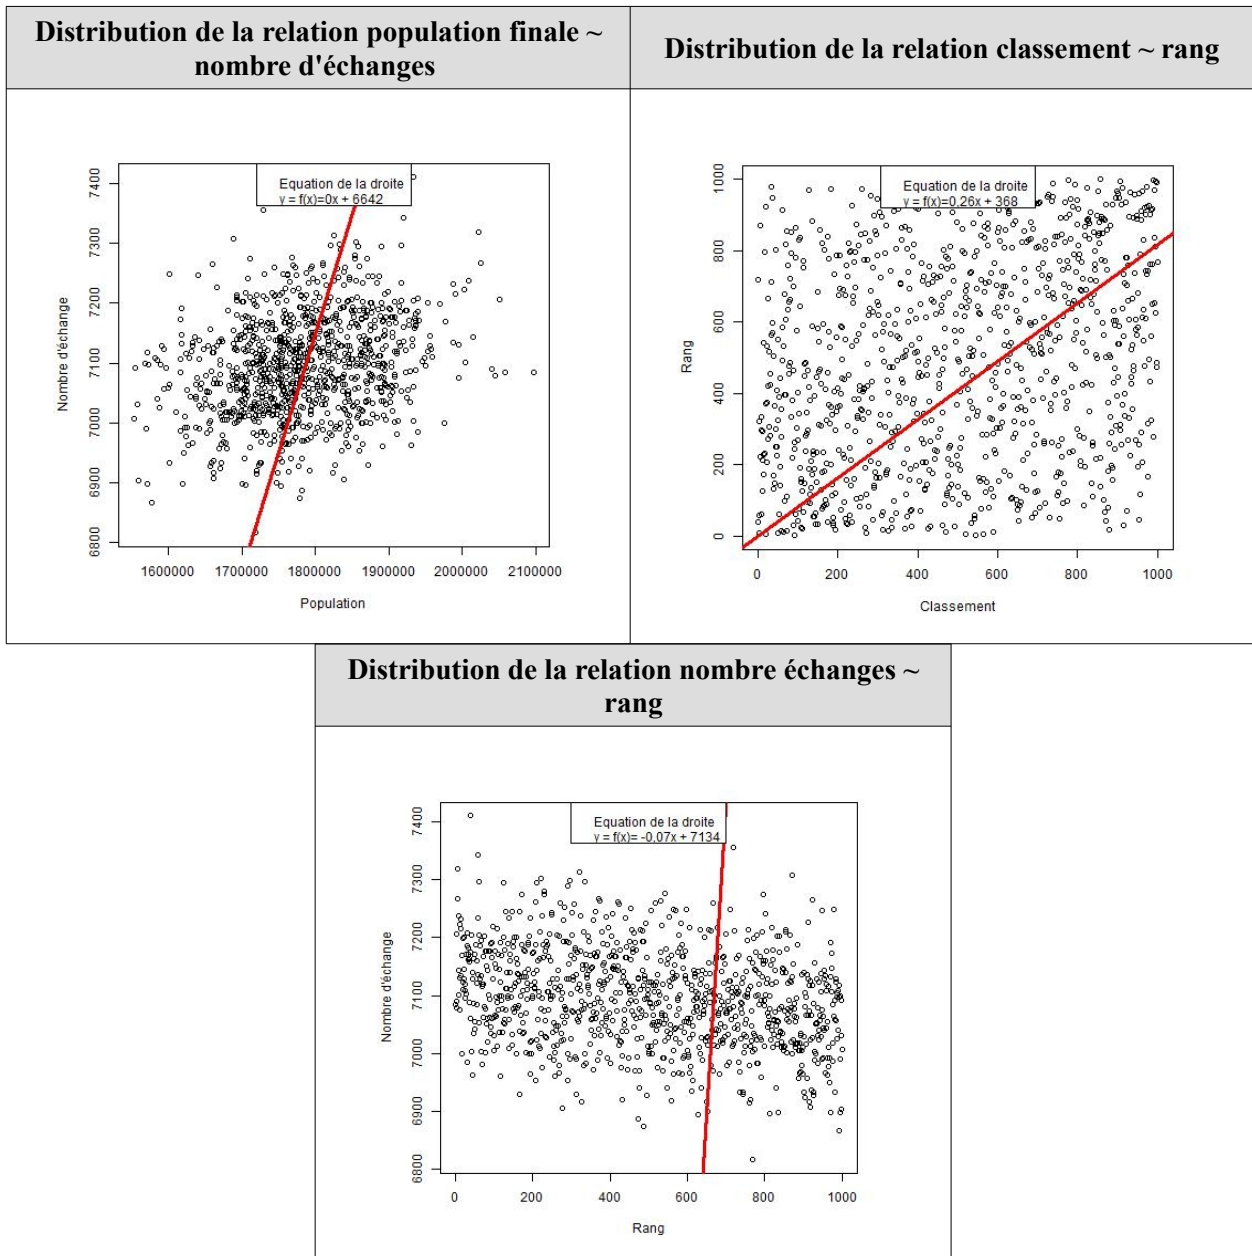 Distribution de la relation population finale ~
nombre d'échanges
Distribution de la relation classement ~ rang
Equation de la droite
y = f(x)=0x + 6642
7400
7300
7200
7100
7000
6900
6800
Nombre d'échange
1600000 1700000 1800000 1900000 2000000 2100000
Population
Equation de la droite
y = f(x)=0,26x + 368
1000
800
600
400
200
0
Rang
0 200 400 600 800 1000
Classement
Distribution de la relation nombre échanges ~
rang
Equation de la droite
y = f(x)= -0,07x + 7134
7400
7300
7200
7100
7000
6900
6800
Nombre d'échange
0 200 400 600 800 1000
Rang